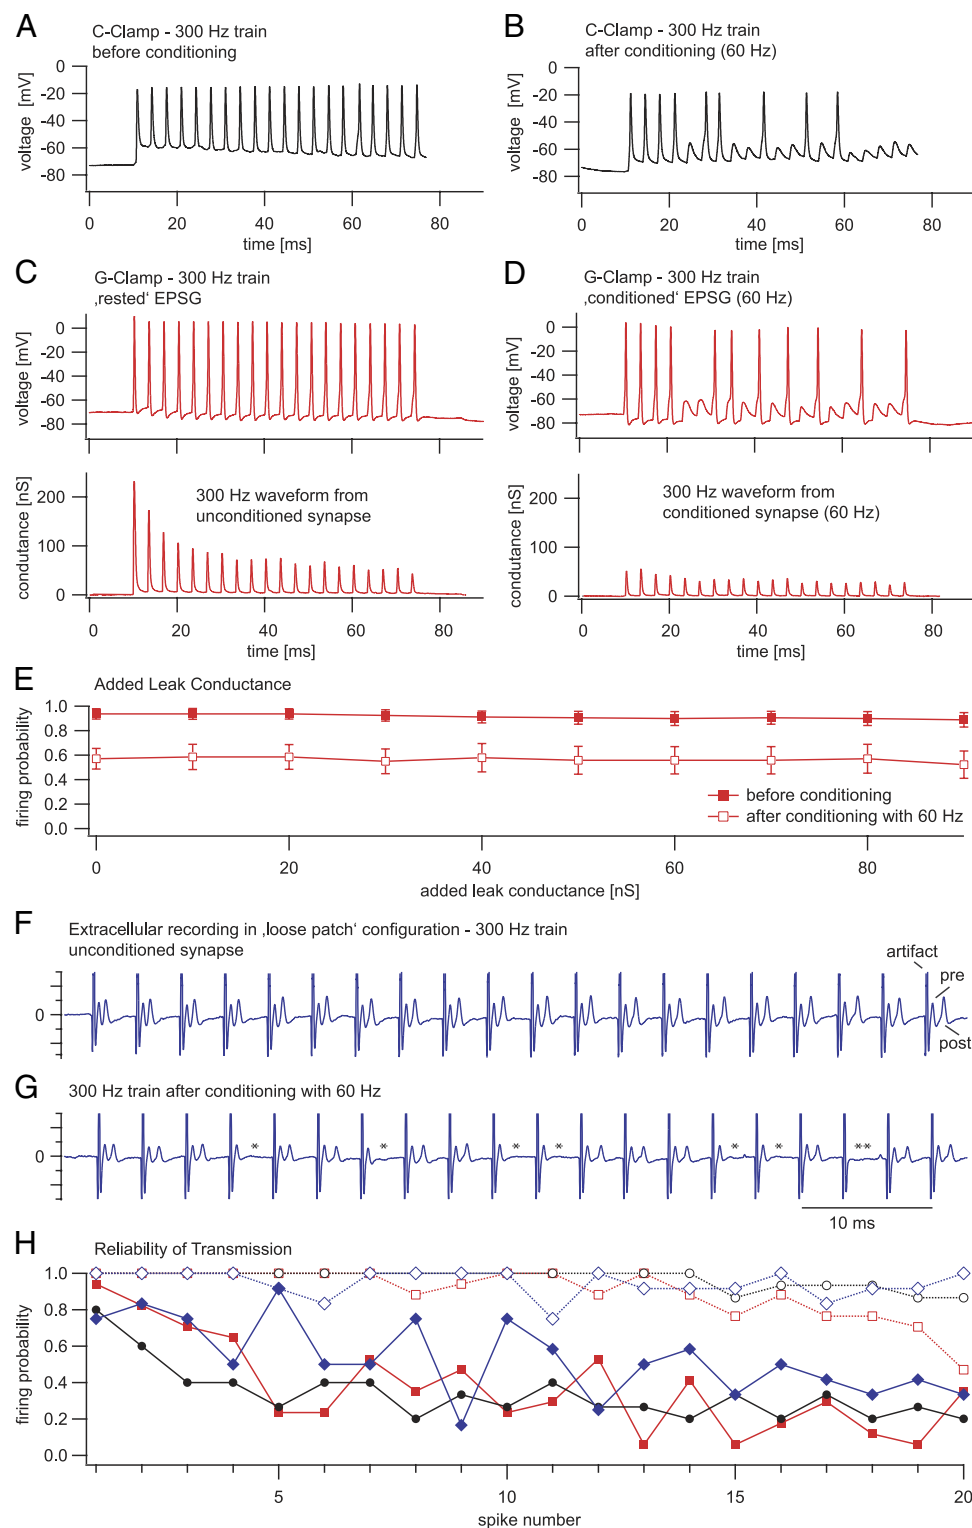 A
C-Clamp - 300 Hz train
before conditioning
0
-20
-40
-60
-80
voltage [mV]
0 20 40 60 80
time [ms]
B
C-Clamp - 300 Hz train
after conditioning (60 Hz)
0
-20
-40
-60
-80
voltage [mV]
0 20 40 60 80
time [ms]
C
G-Clamp - 300 Hz train
‚rested‘ EPSG
0
-20
-40
-60
-80
voltage [mV]
300 Hz waveform from
unconditioned synapse
200
100
0
condutance [nS]
0 20 40 60 80
time [ms]
D
G-Clamp - 300 Hz train
‚conditioned‘ EPSG (60 Hz)
0
-20
-40
-60
-80
voltage [mV]
300 Hz waveform from
conditioned synapse (60 Hz)
200
100
0
condutance [nS]
0 20 40 60 80
time [ms]
E
Added Leak Conductance
1.0
0.8
0.6
0.4
0.2
0.0
firing probability
before conditioning
after conditioning with 60 Hz
0 20 40 60 80
added leak conductance [nS]
F
Extracellular recording in ‚loose patch‘ configuration - 300 Hz train
unconditioned synapse
artifact
pre
post
0
G
300 Hz train after conditioning with 60 Hz
0
* * * * * * **
10 ms
H
Reliability of Transmission
1.0
0.8
0.6
0.4
0.2
0.0
firing probability
5 10 15 20
spike number